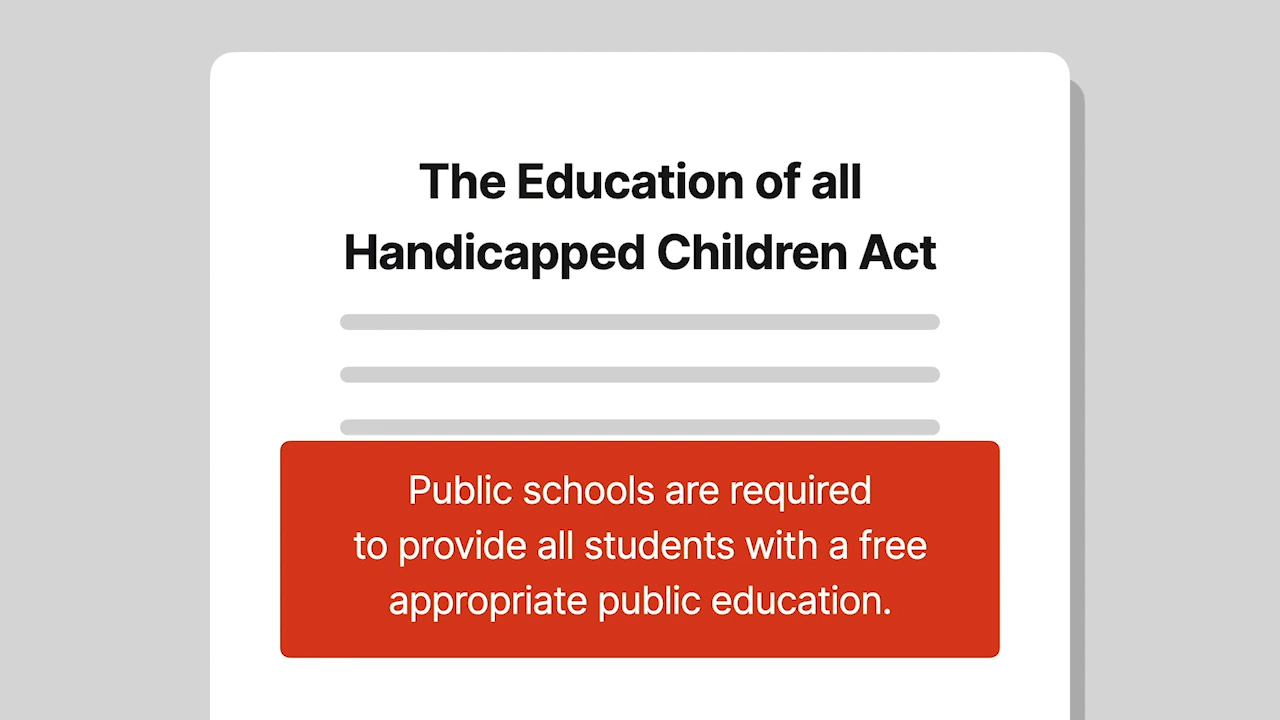 The Education of all
Handicapped Children Act
Public schools are required
to provide all students with a free
appropriate public education.